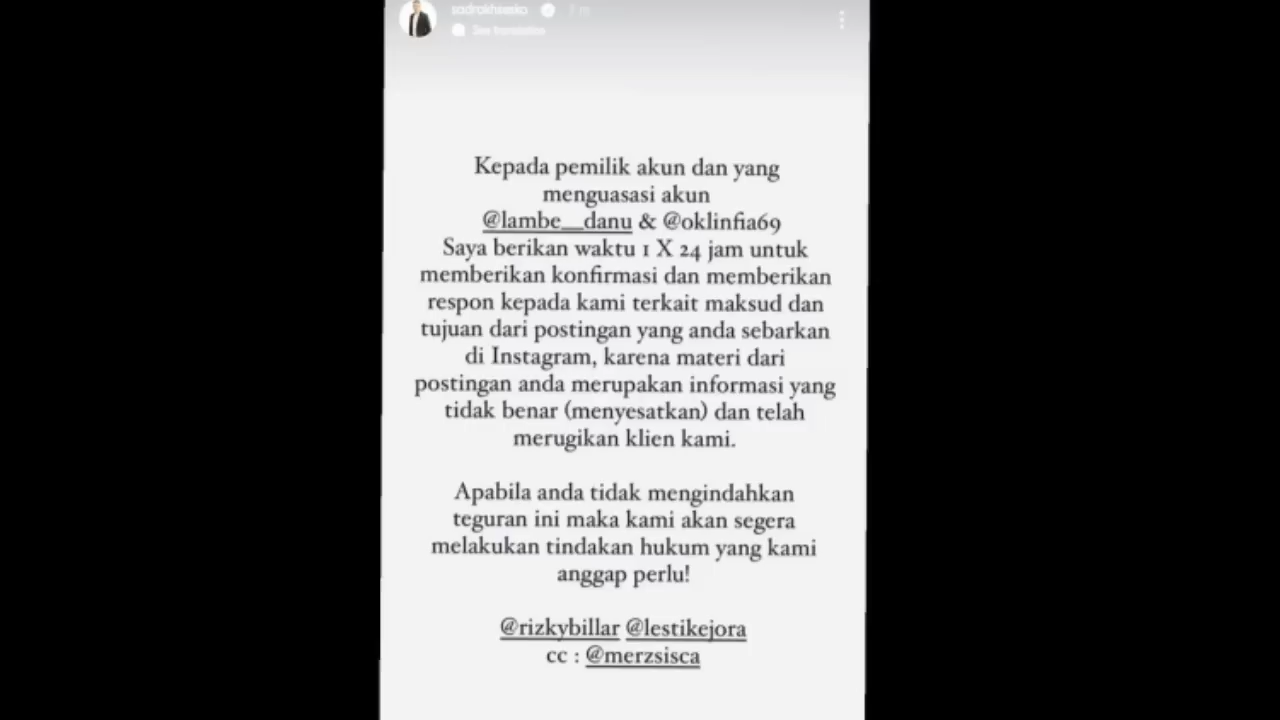 See translation
Kepada pemilik akun dan yang
menguasasi akun
@lambe__danu & @oklinfia69
Saya berikan waktu 1 X 24 jam untuk
memberikan konfirmasi dan memberikan
respon kepada kami terkait maksud dan
tujuan dari postingan yang anda sebarkan
di Instagram, karena materi dari
postingan anda merupakan informasi yang
tidak benar (menyesatkan) dan telah
merugikan klien kami.
Apabila anda tidak mengindahkan
teguran ini maka kami akan segera
melakukan tindakan hukum yang kami
anggap perlu!
@rizkybillar @lestikejora
cc : @merzsisca